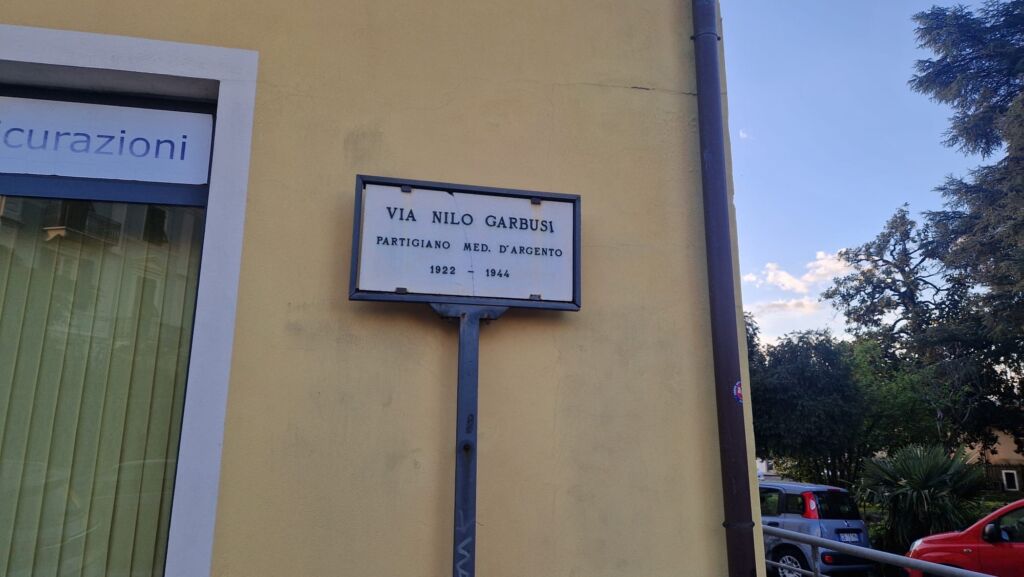 curazioni
VIA NILO GARBUSI
PARTIGIANO MED. D'ARGENTO
1922 - 1944